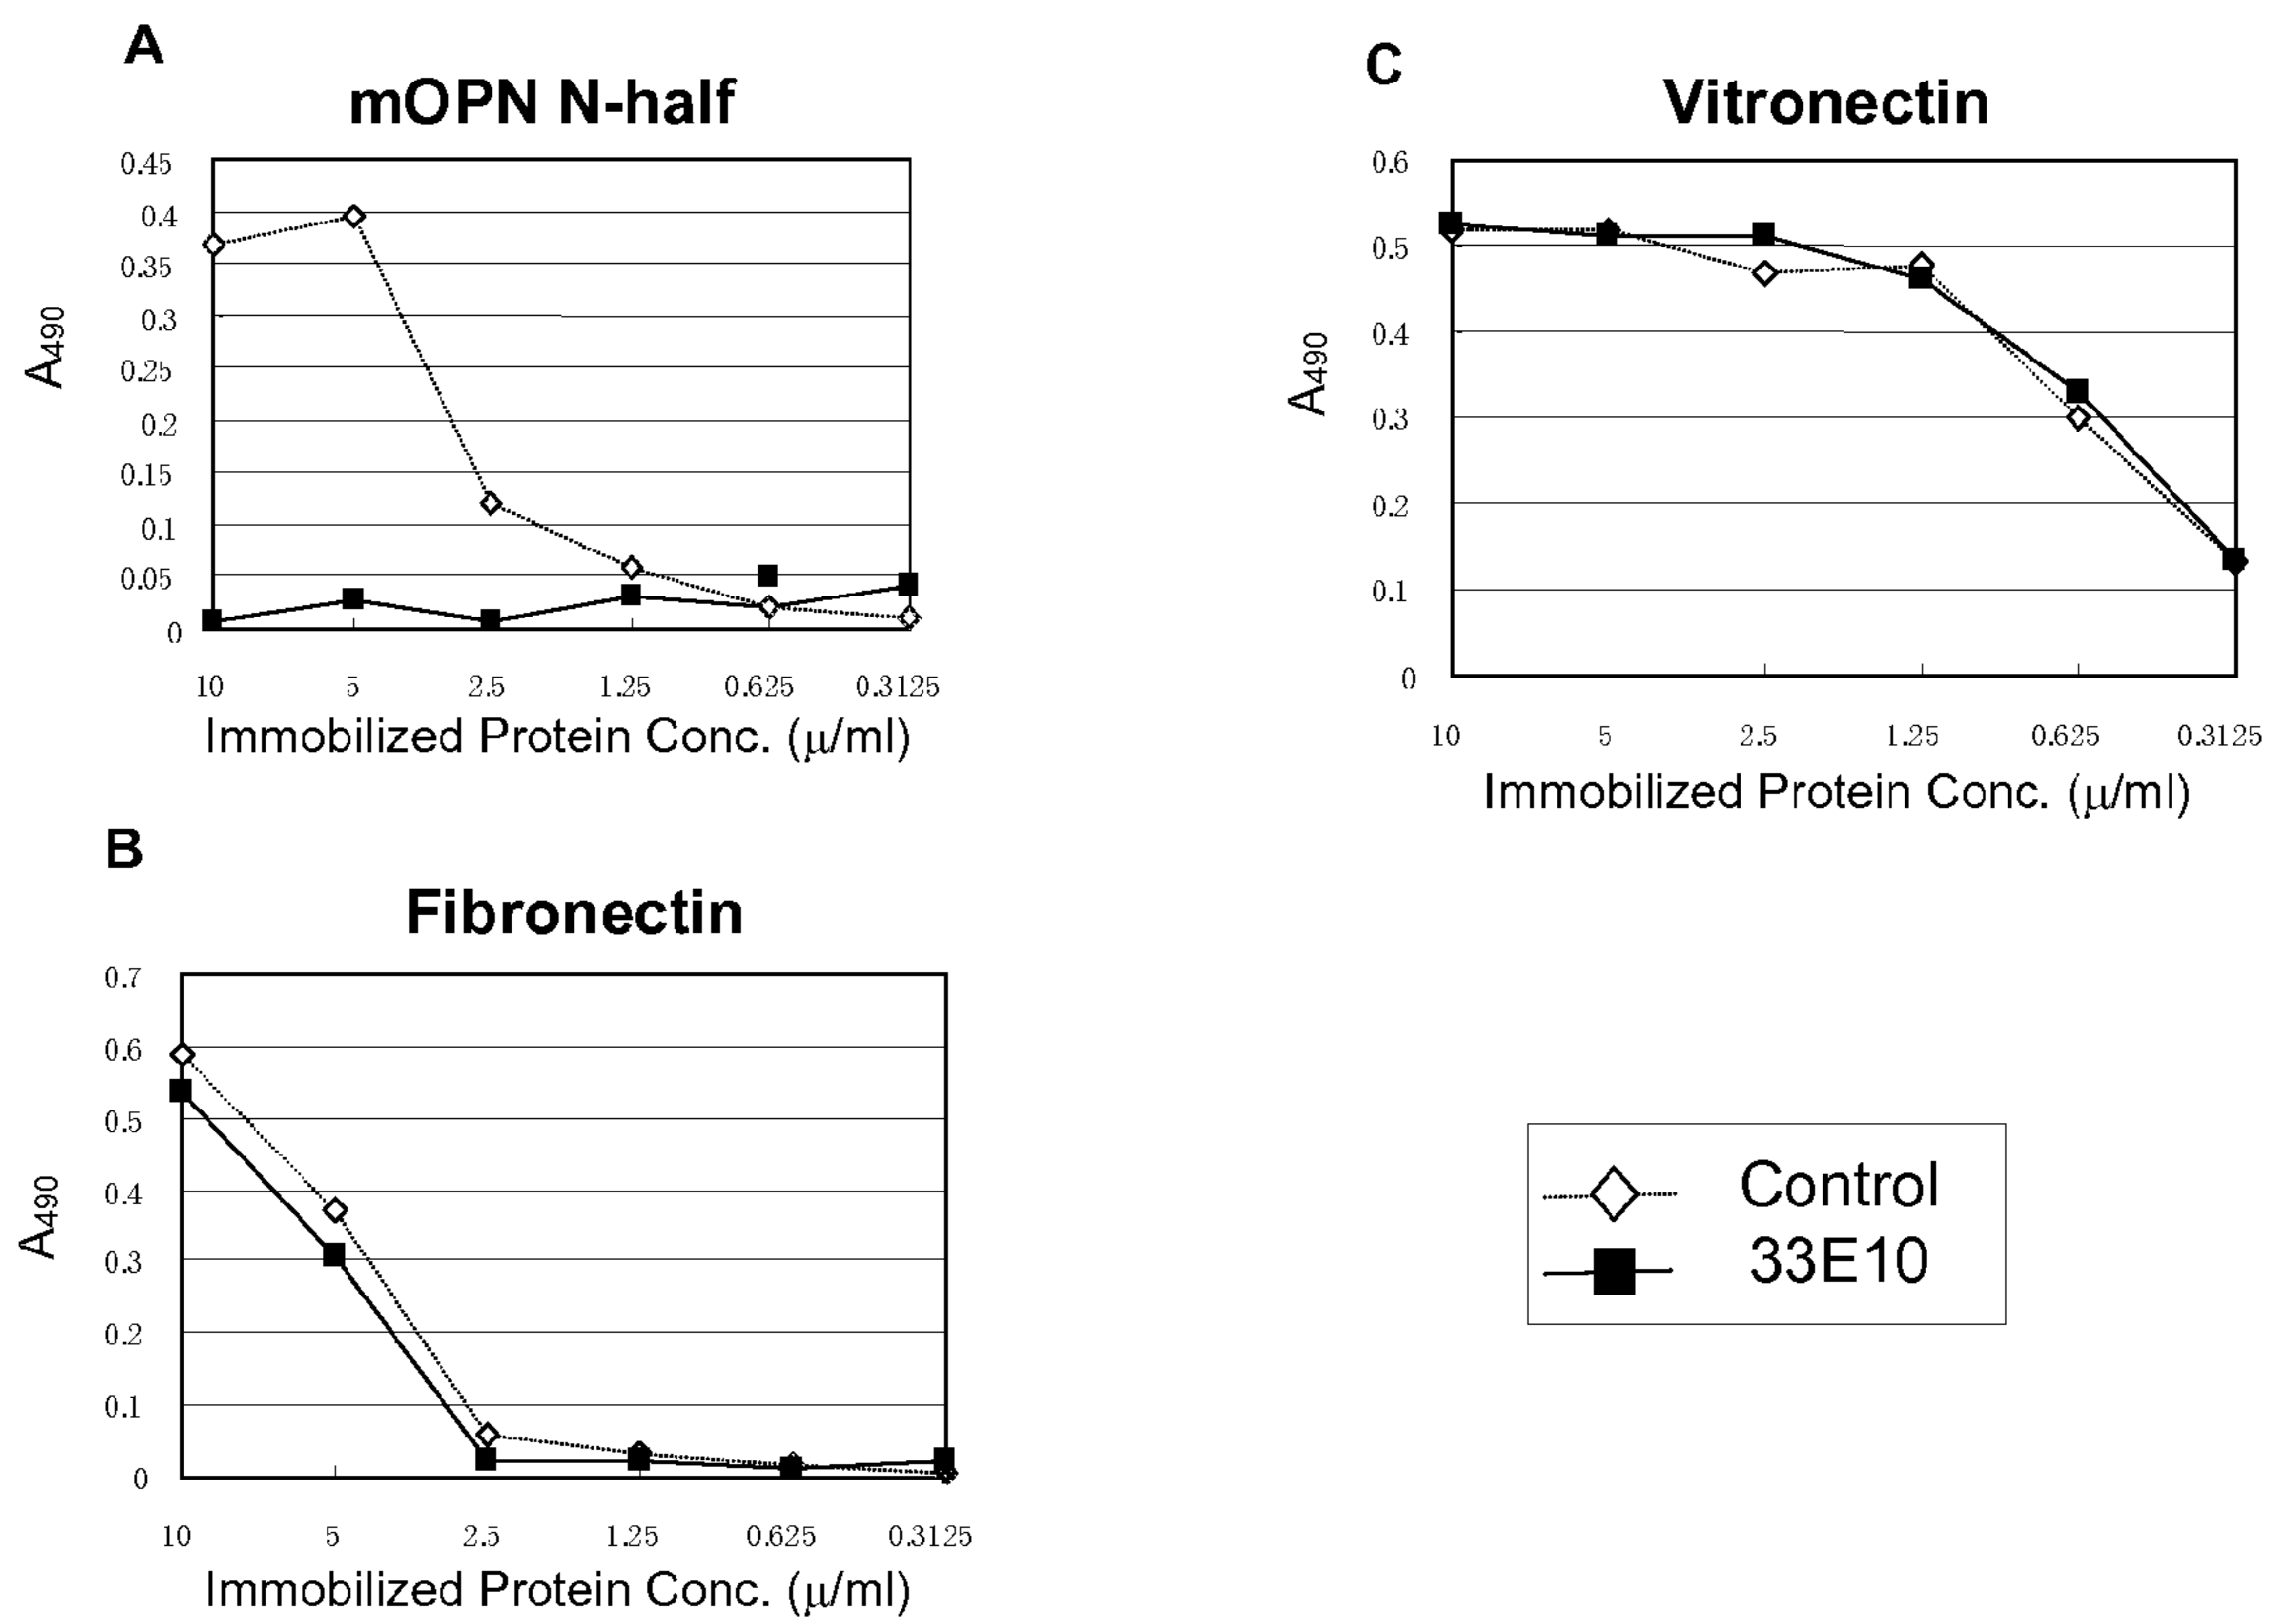 A
mOPN N-half
0.45
0.4
0.35
0.3
0.25
0.2
0.15
0.1
0.05
0
A490
10 5 2.5 1.25 0.625 0.3125
Immobilized Protein Conc. (μ/ml)
B
Fibronectin
0.7
0.6
0.5
0.4
0.3
0.2
0.1
0
A490
10 5 2.5 1.25 0.625 0.3125
Immobilized Protein Conc. (μ/ml)
C
Vitronectin
0.6
0.5
0.4
0.3
0.2
0.1
0
A490
10 5 2.5 1.25 0.625 0.3125
Immobilized Protein Conc. (μ/ml)
Control
33E10